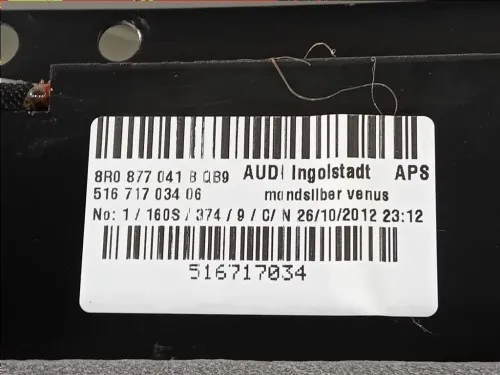 8R0 877 041 B QB9 AUDI Ingolstadt APS
516 717 034 06 mondsilber venus
No: 1 / 160S / 374 / 9 / C/ N 26/10/2012 23:12
516717034